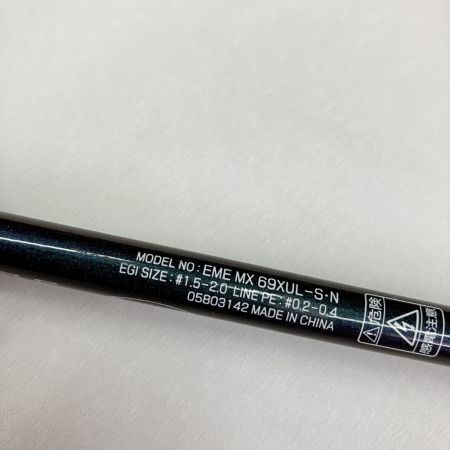 MODEL NO : EME MX 69XUL-S･N
EGI SIZE : #1.5-2.0 LINE PE : #0.2-0.4
05803142 MADE IN CHINA
危険
感電注意